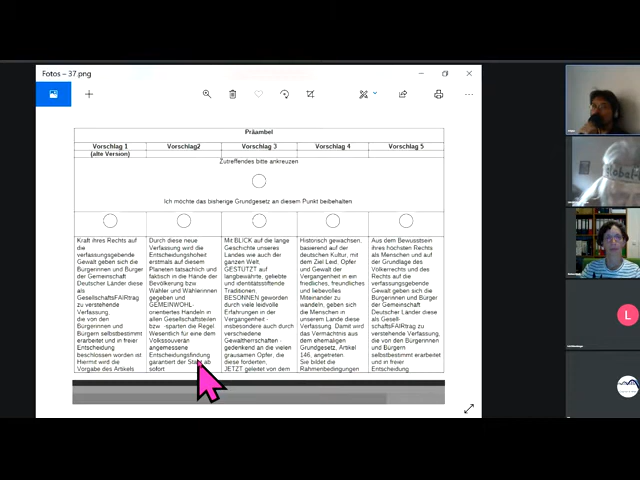 Fotos – 37.png
Präambel
Vorschlag 1
(alte Version)
Vorschlag2
Vorschlag 3
Vorschlag 4
Vorschlag 5
Zutreffendes bitte ankreuzen
Ich möchte das bisherige Grundgesetz an diesem Punkt beibehalten
Kraft ihres Rechts auf
die
verfassungsgebende
Gewalt geben sich die
Bürgerinnen und Bürger
der Gemeinschaft
Deutscher Länder diese
als
GesellschaftsFAIRtrag
zu verstehende
Verfassung,
die von den
Bürgerinnen und
Bürgern selbstbestimmt
erarbeitet und in freier
Entscheidung
beschlossen worden ist
Hiermit wird die
Vorgabe des Artikels
Durch diese neue
Verfassung wird die
Entscheidungshoheit
erstmals auf diesem
Planeten tatsächlich und
faktisch in die Hände der
Bevölkerung bzw.
Wähler und Wählerinnen
gegeben und
GEMEINWOHL-
orientiertes Handeln in
allen Gesellschaftsteilen
bzw -sparten die Regel
Wesentlich für eine dem
Volkssouverän
angemessene
Entscheidungsfindung
garantiert der Staat ab
sofort
Mit BLICK auf die lange
Geschichte unseres
Landes wie auch der
ganzen Welt,
GESTÜTZT auf
langbewährte, geliebte
und identitätsstiftende
Traditionen,
BESONNEN geworden
durch viele leidvolle
Erfahrungen in der
Vergangenheit -
insbesondere auch durch
verschiedene
Gewaltherrschaften -
gedenkend an die vielen
grausamen Opfer, die
diese forderten,
JETZT geleitet von dem
Historisch gewachsen,
basierend auf der
deutschen Kultur, mit
dem Ziel Leid, Opfer
und Gewalt der
Vergangenheit in ein
friedliches, freundliches
und liebevolles
Miteinander zu
wandeln, geben sich
die Menschen in
unserem Lande diese
Verfassung. Damit wird
das Vermächtnis aus
dem ehemaligen
Grundgesetz, Artikel
146, angetreten
Sie bildet die
Rahmenbedingungen
Aus dem Bewusstsein
ihres höchsten Rechts
als Menschen und auf
der Grundlage des
Völkerrechts und des
Rechts auf die
verfassungsgebende
Gewalt geben sich die
Bürgerinnen und Bürger
der Gemeinschaft
Deutscher Länder diese
als Gesell-
schaftsFAIRtrag zu
verstehende Verfassung,
die von den Bürgerinnen
und Bürgern
selbstbestimmt erarbeitet
und in freier
Entscheidung
global
L